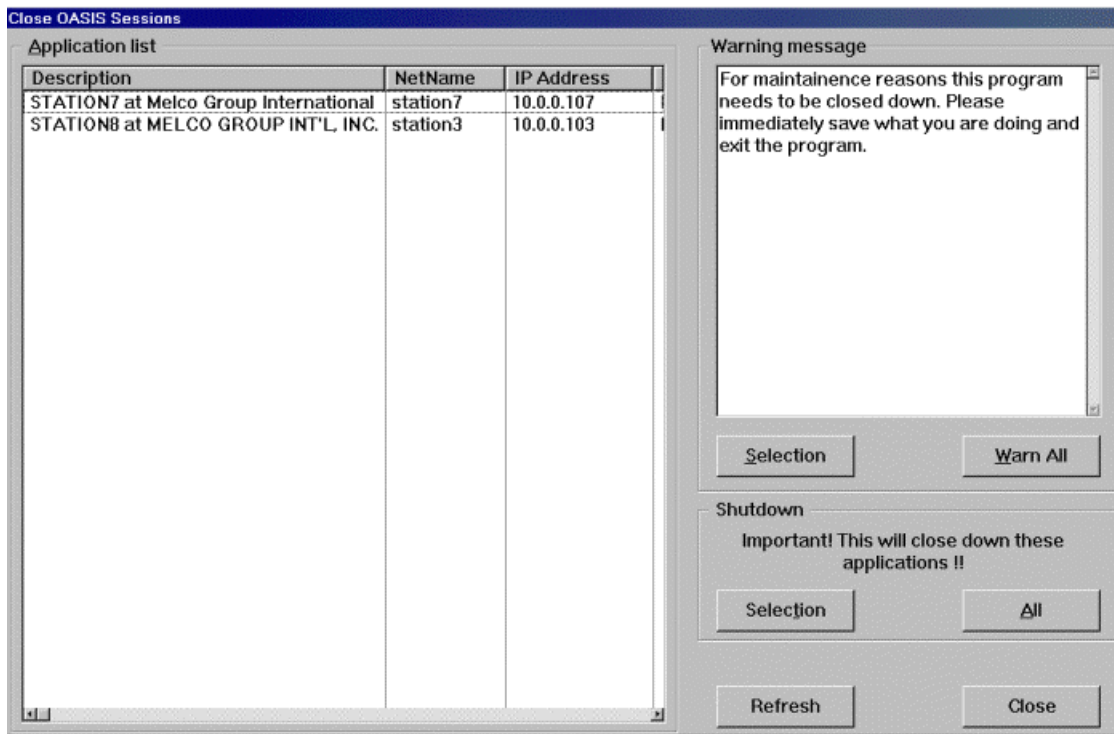 Close OASIS Sessions
Application list
Description NetName IP Address
STATION7 at Melco Group International station7 10.0.0.107
STATION8 at MELCO GROUP INT'L, INC. station3 10.0.0.103
Warning message
For maintainence reasons this program
needs to be closed down. Please
immediately save what you are doing and
exit the program.
Selection Warn All
Shutdown
Important! This will close down these
applications !!
Selection All
Refresh Close